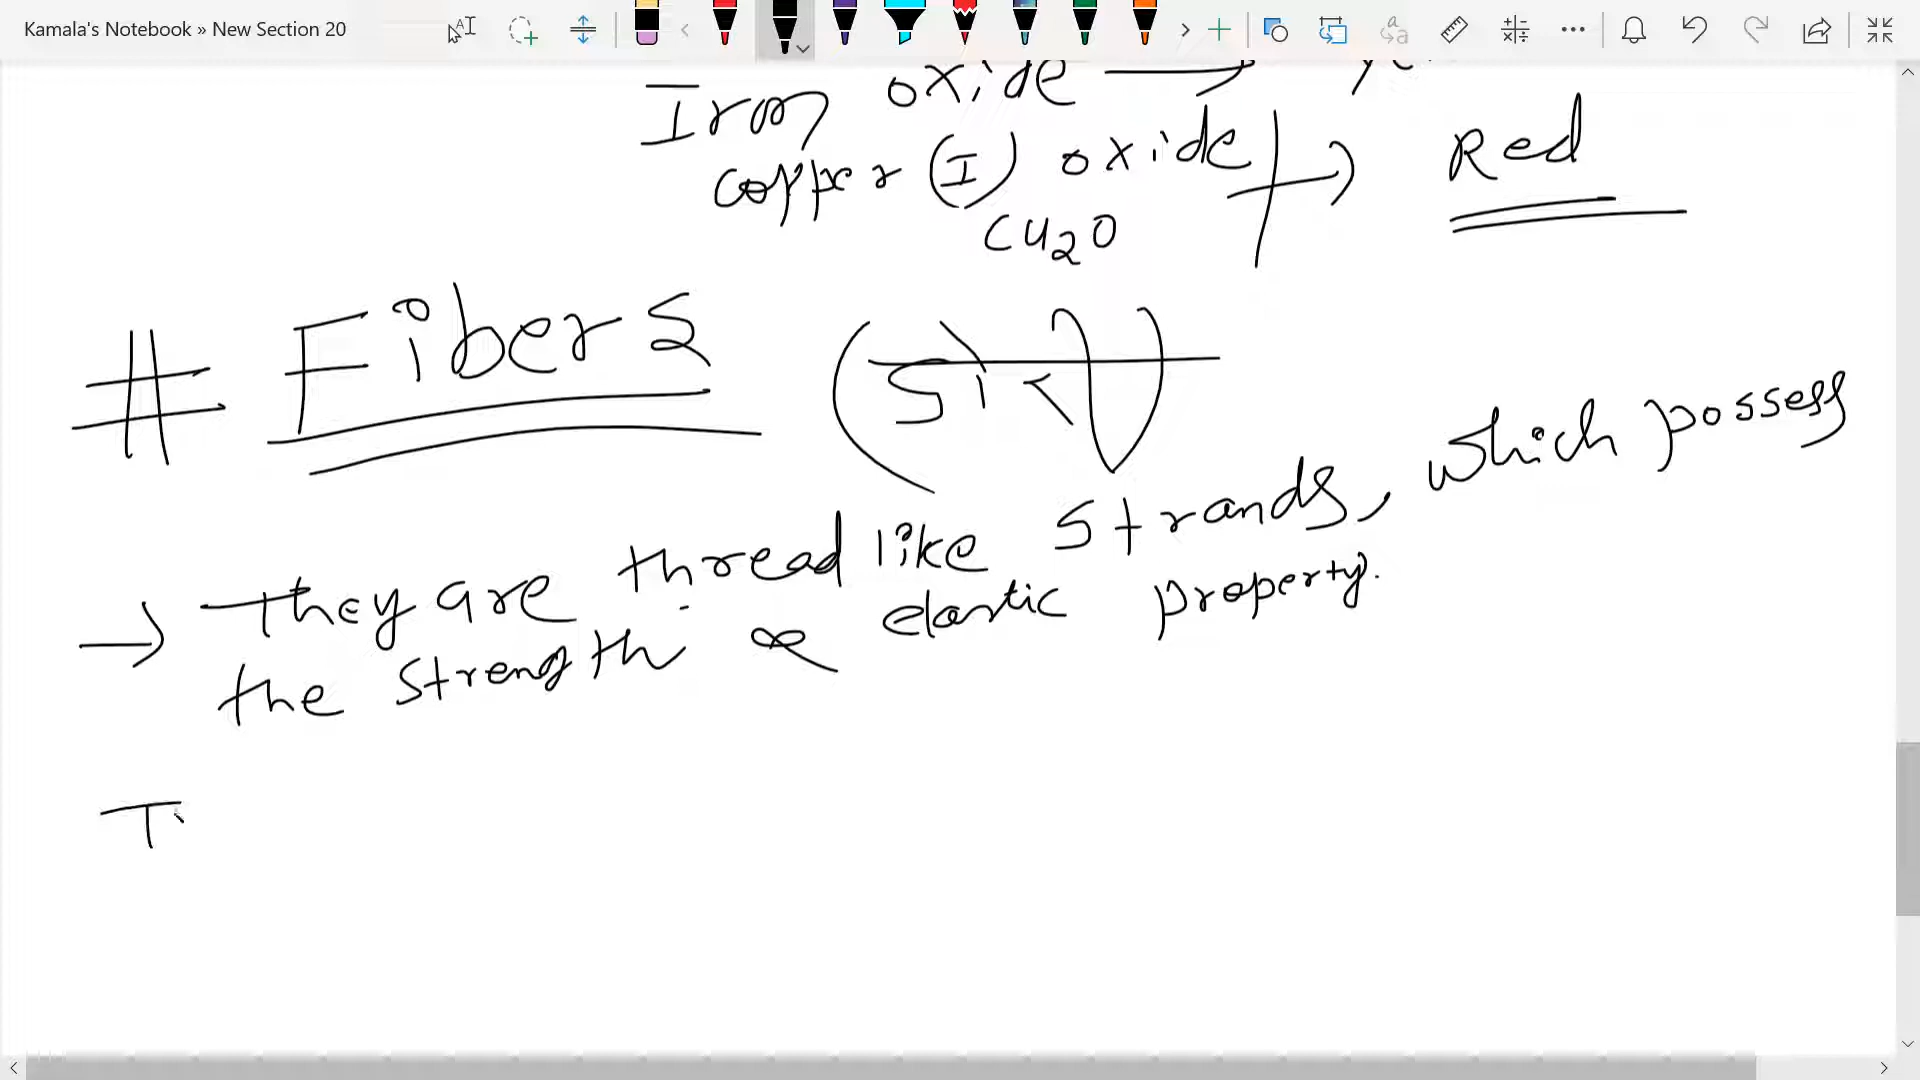 Kamala's Notebook » New Section 20
Iron oxide →
copper (I) oxide → Red
Cu2O
# Fibers (रेशा)
→ They are thread like strands, which possess
the strength & elastic property.
T